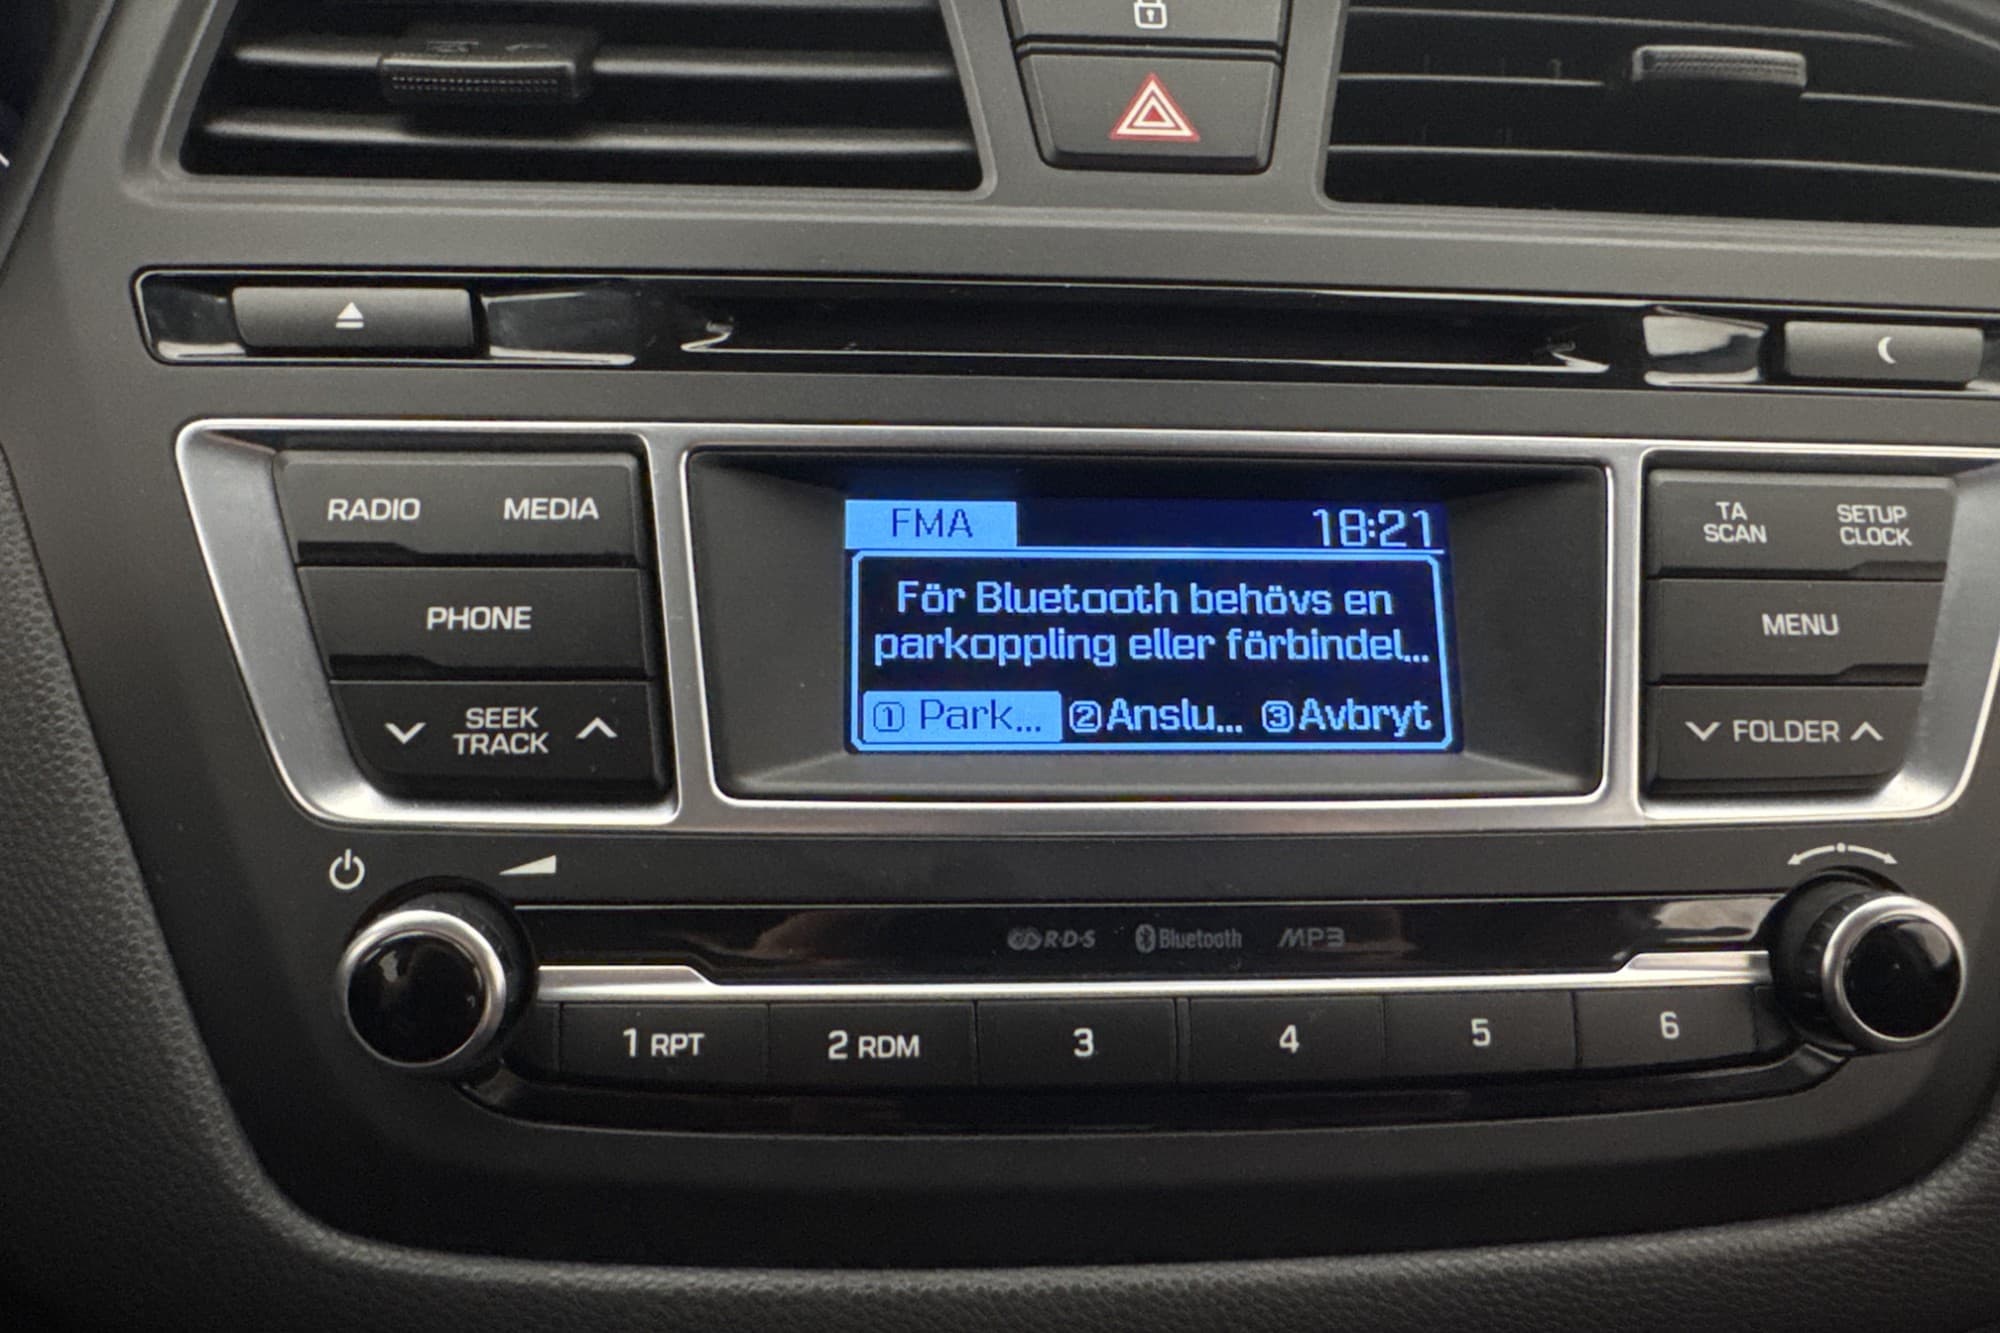 RADIO MEDIA
PHONE
SEEK
TRACK
FMA 18:21
För Bluetooth behövs en
parkoppling eller förbindel...
1 Park... 2 Anslu... 3 Avbryt
TA
SCAN
SETUP
CLOCK
MENU
FOLDER
R·D·S Bluetooth MP3
1 RPT 2 RDM 3 4 5 6